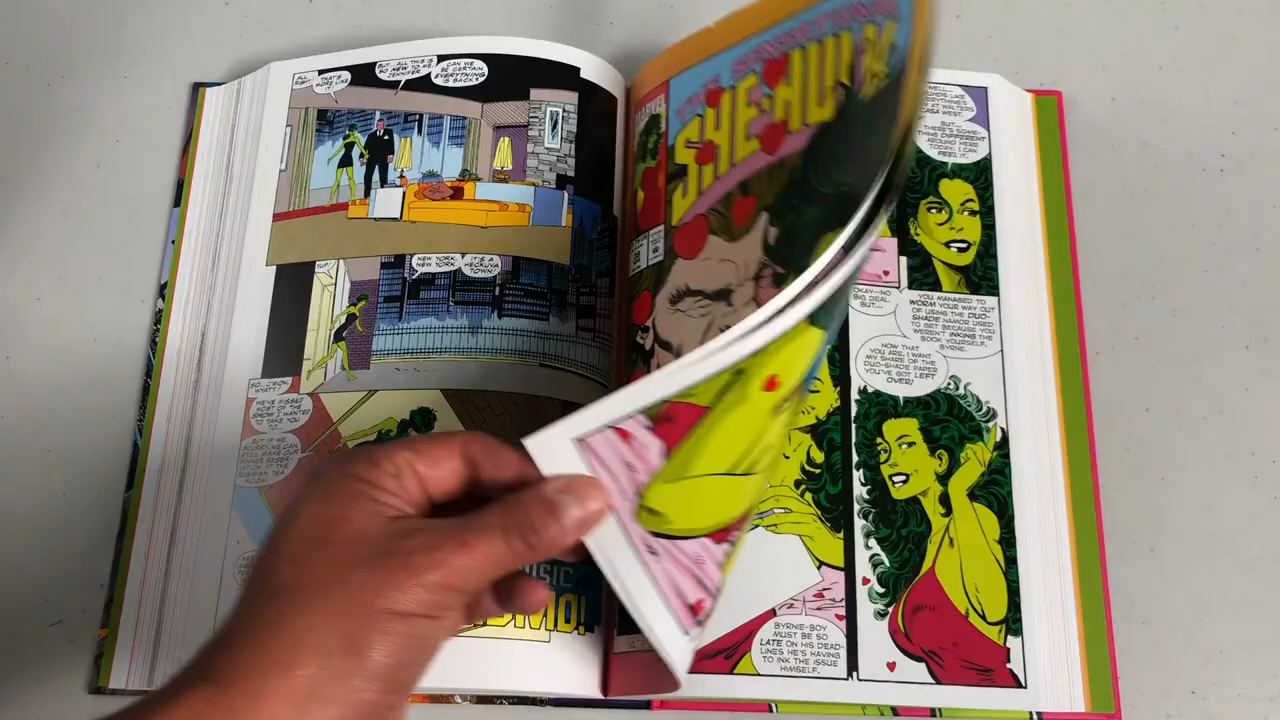 ALL
RIGHT!
THAT'S
MORE LIKE
IT!
BUT... ALL THIS IS
SO NEW TO ME,
JENNIFER
CAN WE
BE CERTAIN
EVERYTHING
IS BACK?
YUP.
NEW YORK,
NEW YORK.
IT'S A
HECKUVA
TOWN!
SO... C'MON,
WYATT!
WE'VE MISSED
MOST OF THE
SHOW I WANTED
TO TAKE YOU
TO...
BUT IF WE
SCURRY, WE CAN
STILL MAKE OUR
DINNER RESER-
VATION AT THE
RUSSIAN TEA
ROOM.
MUSIC
MARVEL
THE SENSATIONAL
SHE-HULK
WELL...
AT WALTERS
CASA WEST.
BUT...
THERE'S SOME-
THING DIFFERENT
AROUND HERE
TODAY. I CAN
FEEL IT.
OKAY--NO
BIG DEAL.
BUT...
YOU MANAGED TO
WORM YOUR WAY OUT
OF USING THE DUO-
SHADE NAMOR USED
TO GET BECAUSE YOU
WEREN'T INKING THE
BOOK YOURSELF,
BYRNE.
NOW THAT
YOU ARE, I WANT
MY SHARE OF THE
DUO-SHADE PAPER
YOU'VE GOT LEFT
OVER!
BYRNIE-BOY
MUST BE SO
LATE ON HIS DEAD-
LINES HE'S HAVING
TO INK THE ISSUE
HIMSELF.